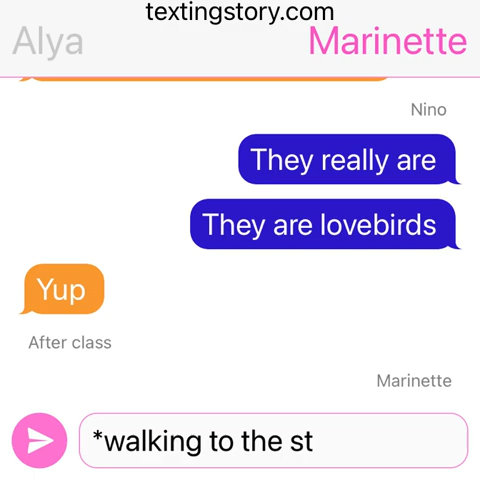 textingstory.com
Alya
Marinette
Nino
They really are
They are lovebirds
Yup
After class
Marinette
*walking to the st